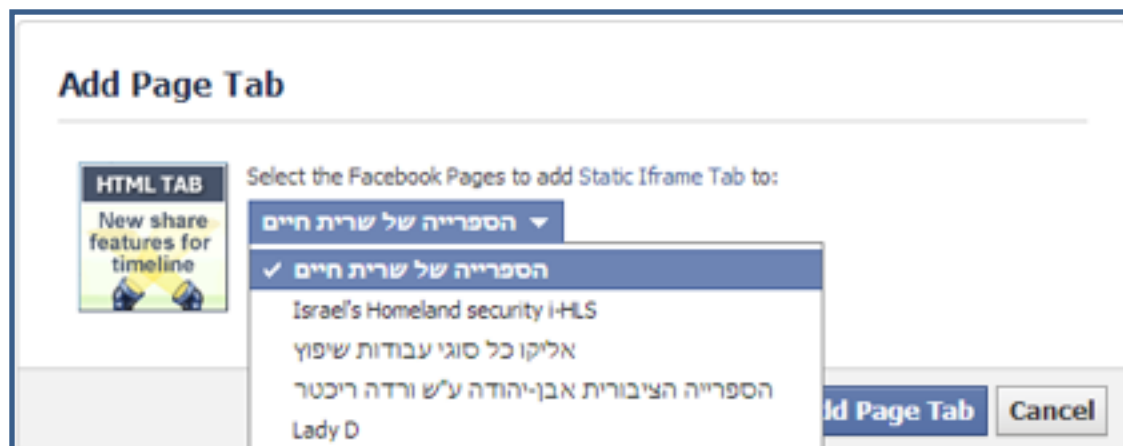 Add Page Tab
HTML TAB
New share
features for
timeline
Select the Facebook Pages to add Static Iframe Tab to:
הספרייה של שרית חיים
הספרייה של שרית חיים
Israel's Homeland security i-HLS
אליקו כל סוגי עבודות שיפוץ
הספרייה הציבורית אבן-יהודה ע"ש ורדה ריכטר
Lady D
dd Page Tab
Cancel